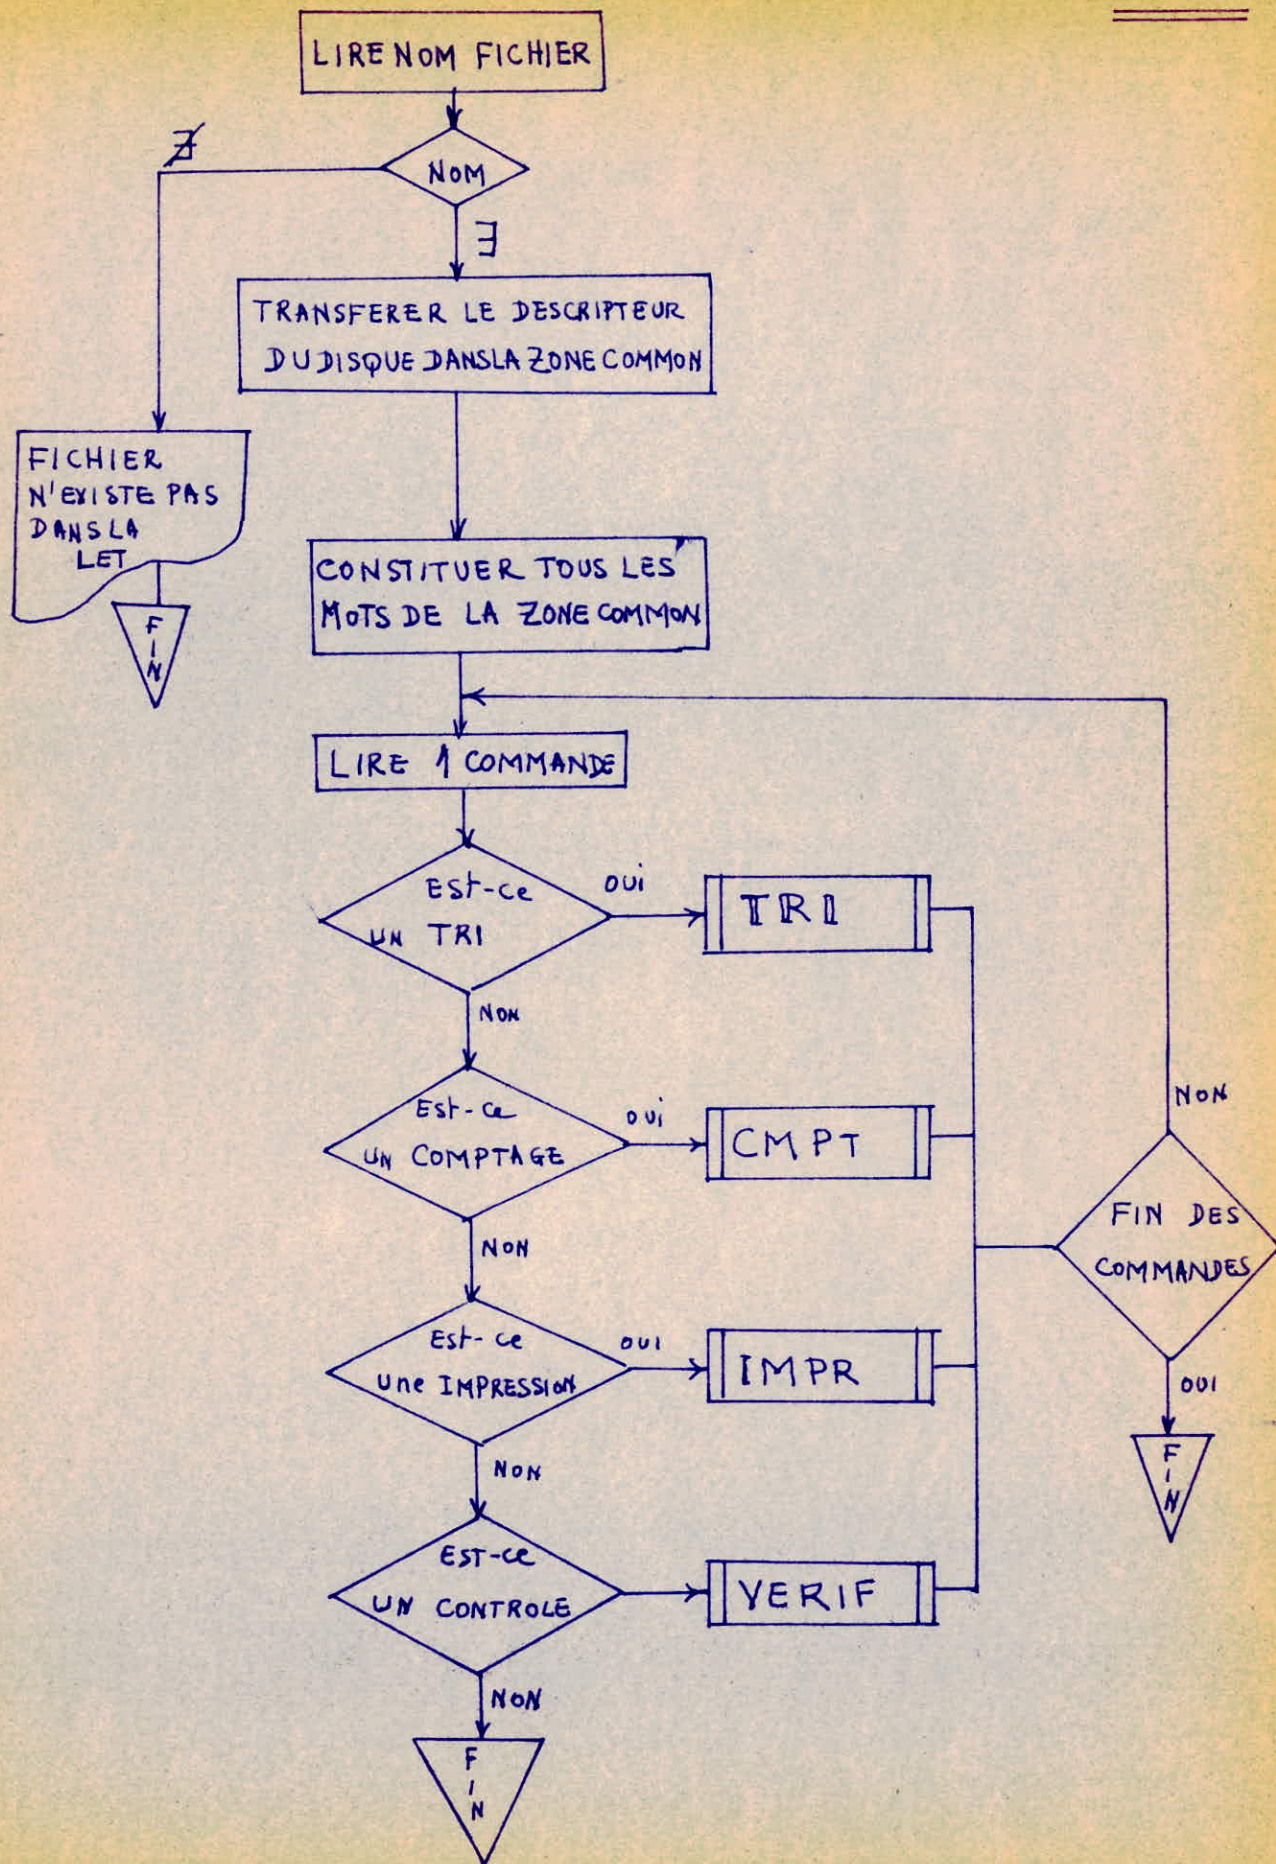 LIRE NOM FICHIER
NOM
∄
∃
TRANSFERER LE DESCRIPTEUR
DU DISQUE DANS LA ZONE COMMON
FICHIER
N'EXISTE PAS
DANS LA
LET
FIN
CONSTITUER TOUS LES
MOTS DE LA ZONE COMMON
LIRE 1 COMMANDE
Est-ce
UN TRI
OUI
TRI
NON
Est-ce
UN COMPTAGE
OUI
CMPT
NON
NON
FIN DES
COMMANDES
Est-ce
Une IMPRESSION
OUI
IMPR
OUI
FIN
NON
EST-ce
UN CONTROLE
VERIF
NON
FIN